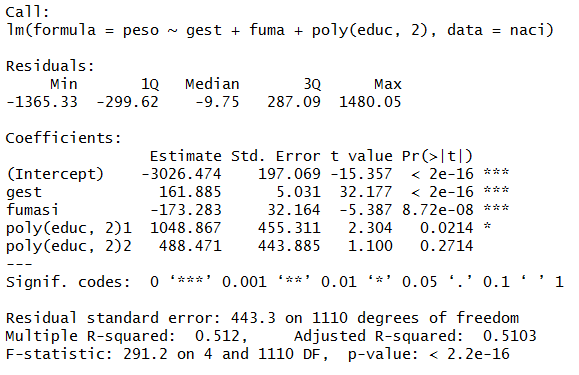 Call:
lm(formula = peso ~ gest + fuma + poly(educ, 2), data = naci)

Residuals:
     Min       1Q   Median       3Q      Max
-1365.33  -299.62    -9.75   287.09  1480.05

Coefficients:
                Estimate Std. Error t value Pr(>|t|)
(Intercept)    -3026.474    197.069 -15.357  < 2e-16 ***
gest             161.885      5.031  32.177  < 2e-16 ***
fumasi          -173.283     32.164  -5.387 8.72e-08 ***
poly(educ, 2)1  1048.867    455.311   2.304   0.0214 *
poly(educ, 2)2   488.471    443.885   1.100   0.2714
---
Signif. codes:  0 ‘***’ 0.001 ‘**’ 0.01 ‘*’ 0.05 ‘.’ 0.1 ‘ ’ 1

Residual standard error: 443.3 on 1110 degrees of freedom
Multiple R-squared:  0.512,     Adjusted R-squared:  0.5103
F-statistic: 291.2 on 4 and 1110 DF,  p-value: < 2.2e-16